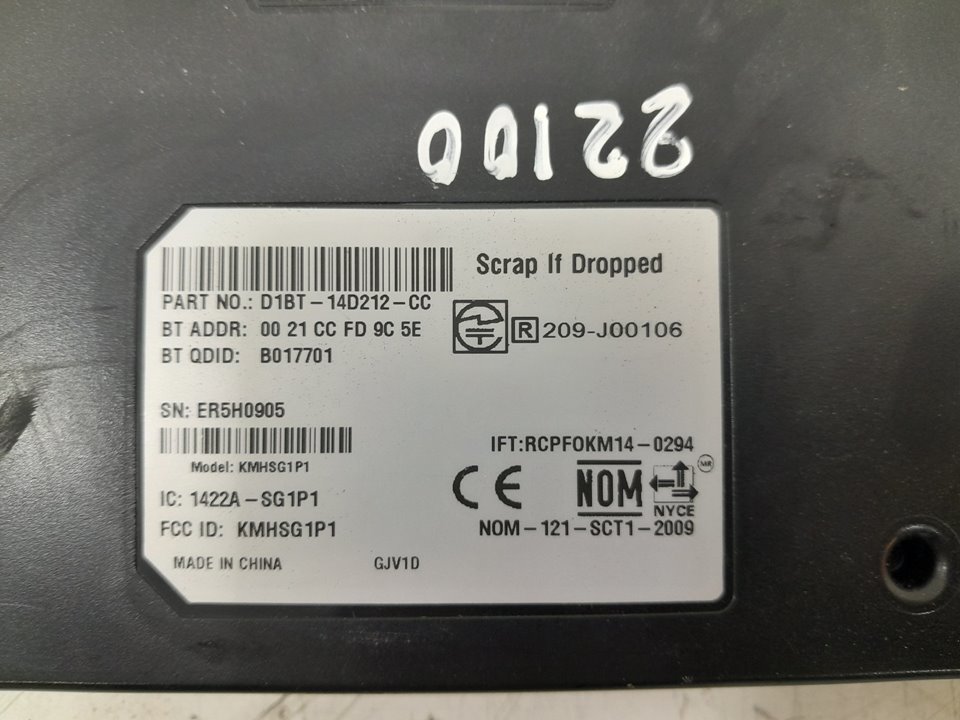 22100
Scrap If Dropped
PART NO.: D1BT-14D212-CC
BT ADDR: 00 21 CC FD 9C 5E
R 209-J00106
BT QDID: B017701
SN: ER5H0905
IFT:RCPFOKM14-0294
Model: KMHSG1P1
CE
NOM
MR
NYCE
IC: 1422A-SG1P1
FCC ID: KMHSG1P1
NOM-121-SCT1-2009
MADE IN CHINA
GJV1D